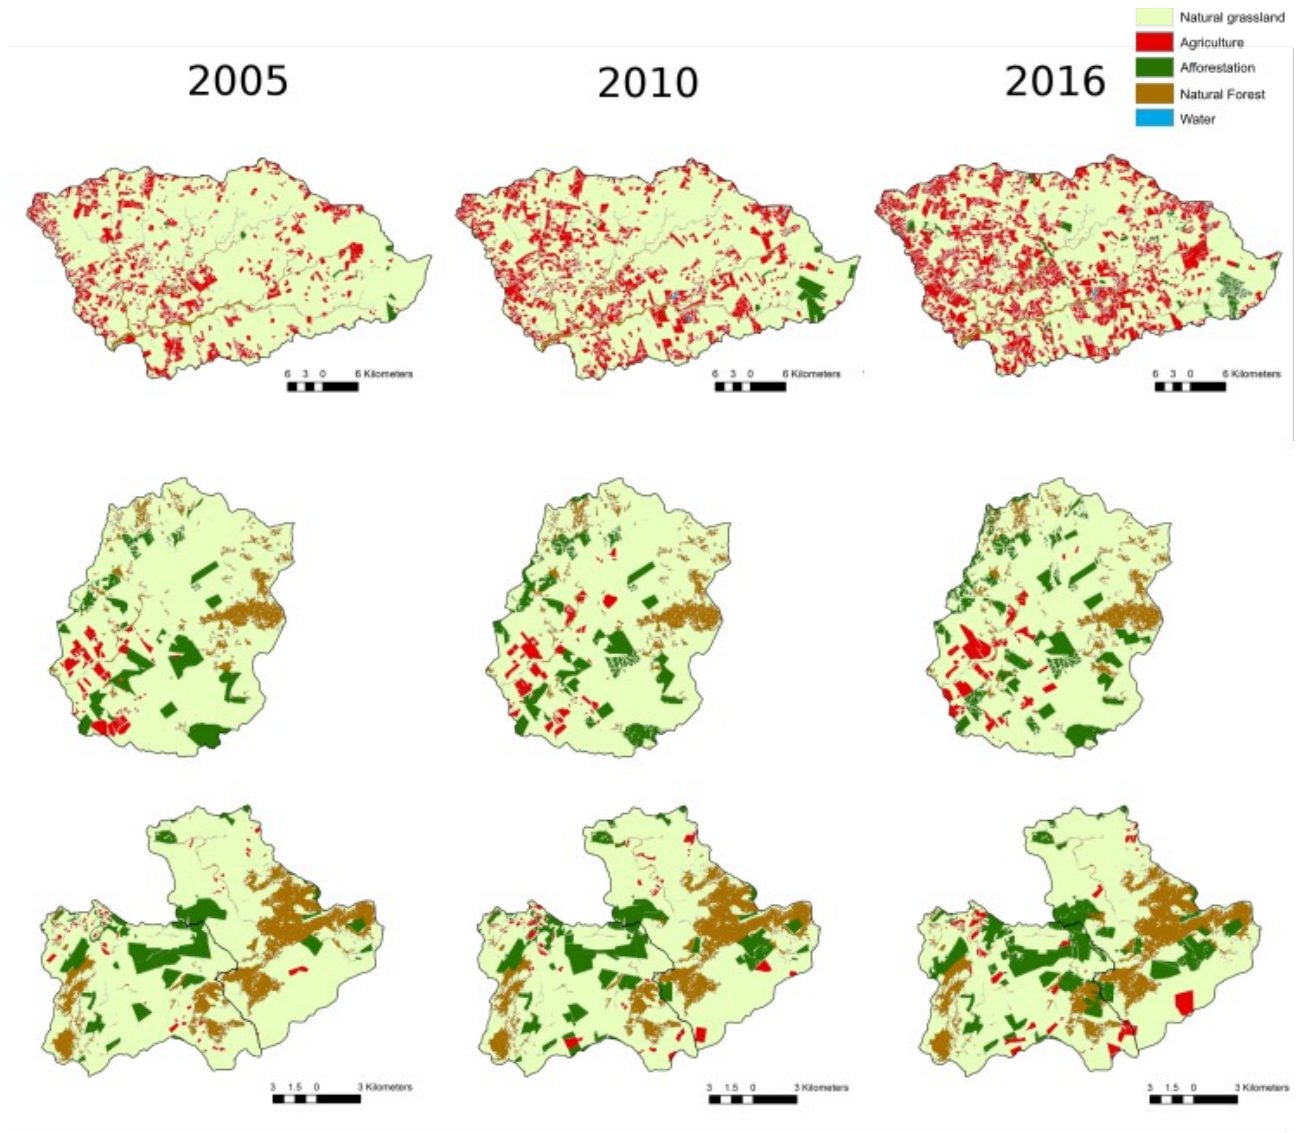 Natural grassland
Agriculture
Afforestation
Natural Forest
Water
2005
2010
2016
6 3 0 6 Kilometers
6 3 0 6 Kilometers
6 3 0 6 Kilometers
3 1.5 0 3 Kilometers
3 1.5 0 3 Kilometers
3 1.5 0 3 Kilometers